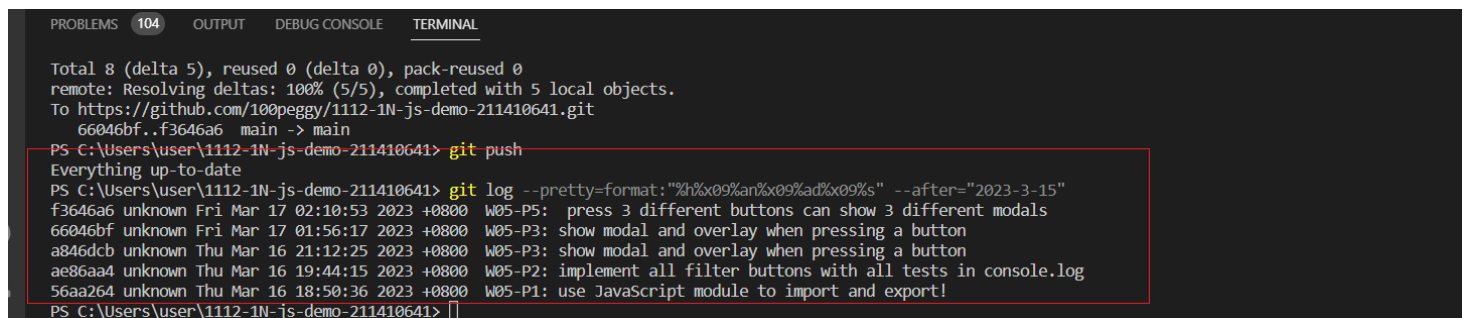 PROBLEMS 104 OUTPUT DEBUG CONSOLE TERMINAL
Total 8 (delta 5), reused 0 (delta 0), pack-reused 0
remote: Resolving deltas: 100% (5/5), completed with 5 local objects.
To https://github.com/100peggy/1112-1N-js-demo-211410641.git
   66046bf..f3646a6  main -> main
PS C:\Users\user\1112-1N-js-demo-211410641> git push
Everything up-to-date
PS C:\Users\user\1112-1N-js-demo-211410641> git log --pretty=format:"%h%x09%an%x09%ad%x09%s" --after="2023-3-15"
f3646a6 unknown Fri Mar 17 02:10:53 2023 +0800  W05-P5:  press 3 different buttons can show 3 different modals
66046bf unknown Fri Mar 17 01:56:17 2023 +0800  W05-P3: show modal and overlay when pressing a button
a846dcb unknown Thu Mar 16 21:12:25 2023 +0800  W05-P3: show modal and overlay when pressing a button
ae86aa4 unknown Thu Mar 16 19:44:15 2023 +0800  W05-P2: implement all filter buttons with all tests in console.log
56aa264 unknown Thu Mar 16 18:50:36 2023 +0800  W05-P1: use JavaScript module to import and export!
PS C:\Users\user\1112-1N-js-demo-211410641>